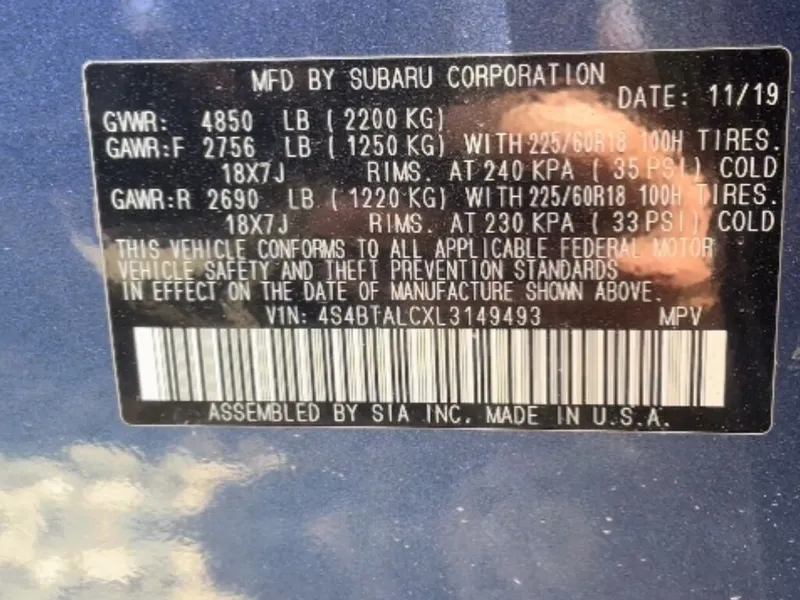 MFD BY SUBARU CORPORATION
DATE: 11/19
GVWR: 4850 LB ( 2200 KG)
GAWR:F 2756 LB ( 1250 KG) WITH 225/60R18 100H TIRES.
18X7J RIMS. AT 240 KPA ( 35 PSI) COLD
GAWR:R 2690 LB ( 1220 KG) WITH 225/60R18 100H TIRES.
18X7J RIMS. AT 230 KPA ( 33 PSI) COLD
THIS VEHICLE CONFORMS TO ALL APPLICABLE FEDERAL MOTOR
VEHICLE SAFETY AND THEFT PREVENTION STANDARDS
IN EFFECT ON THE DATE OF MANUFACTURE SHOWN ABOVE.
VIN: 4S4BTALCXL3149493 MPV
ASSEMBLED BY SIA INC. MADE IN U.S.A.